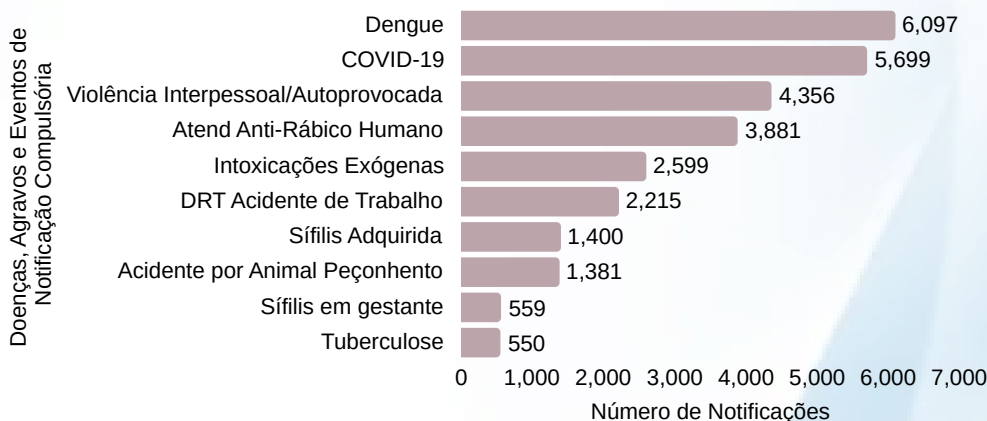 Doenças, Agravos e Eventos de
Notificação Compulsória
Dengue 6,097
COVID-19 5,699
Violência Interpessoal/Autoprovocada 4,356
Atend Anti-Rábico Humano 3,881
Intoxicações Exógenas 2,599
DRT Acidente de Trabalho 2,215
Sífilis Adquirida 1,400
Acidente por Animal Peçonhento 1,381
Sífilis em gestante 559
Tuberculose 550
0 1,000 2,000 3,000 4,000 5,000 6,000 7,000
Número de Notificações